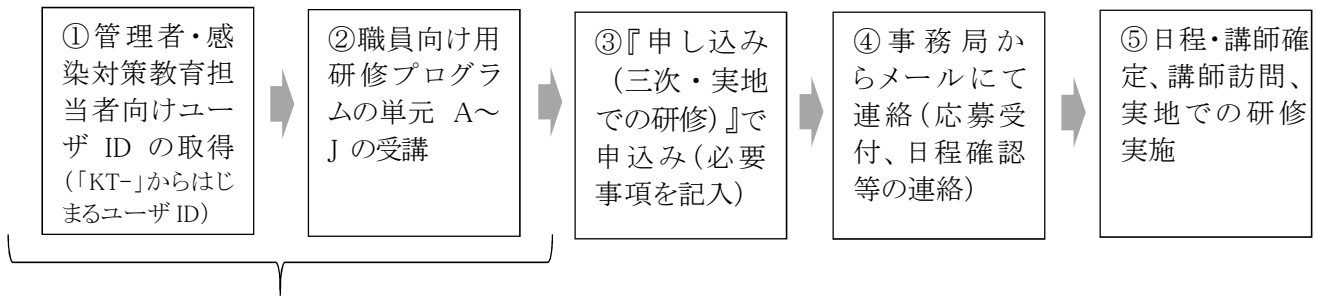 ①管理者・感
染対策教育担
当者向けユー
ザ ID の取得
(「KT-」からはじ
まるユーザ ID)
②職員向け用
研修プログラ
ムの単元 A～
J の受講
③『申し込み
(三次・実地
での研修)』で
申込み(必要
事項を記入)
④事務局か
らメールにて
連絡(応募受
付、日程確認
等の連絡)
⑤日程・講師確
定、講師訪問、
実地での研修
実施